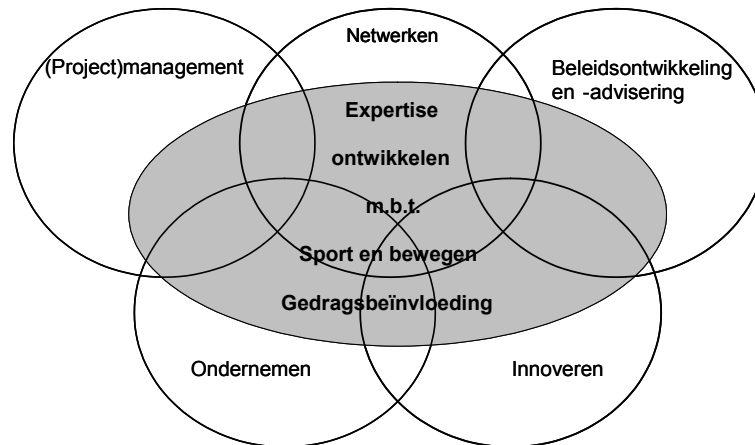 Netwerken
(Project)management
Beleidsontwikkeling
en -advisering
Expertise
ontwikkelen
m.b.t.
Sport en bewegen
Gedragsbeïnvloeding
Ondernemen
Innoveren